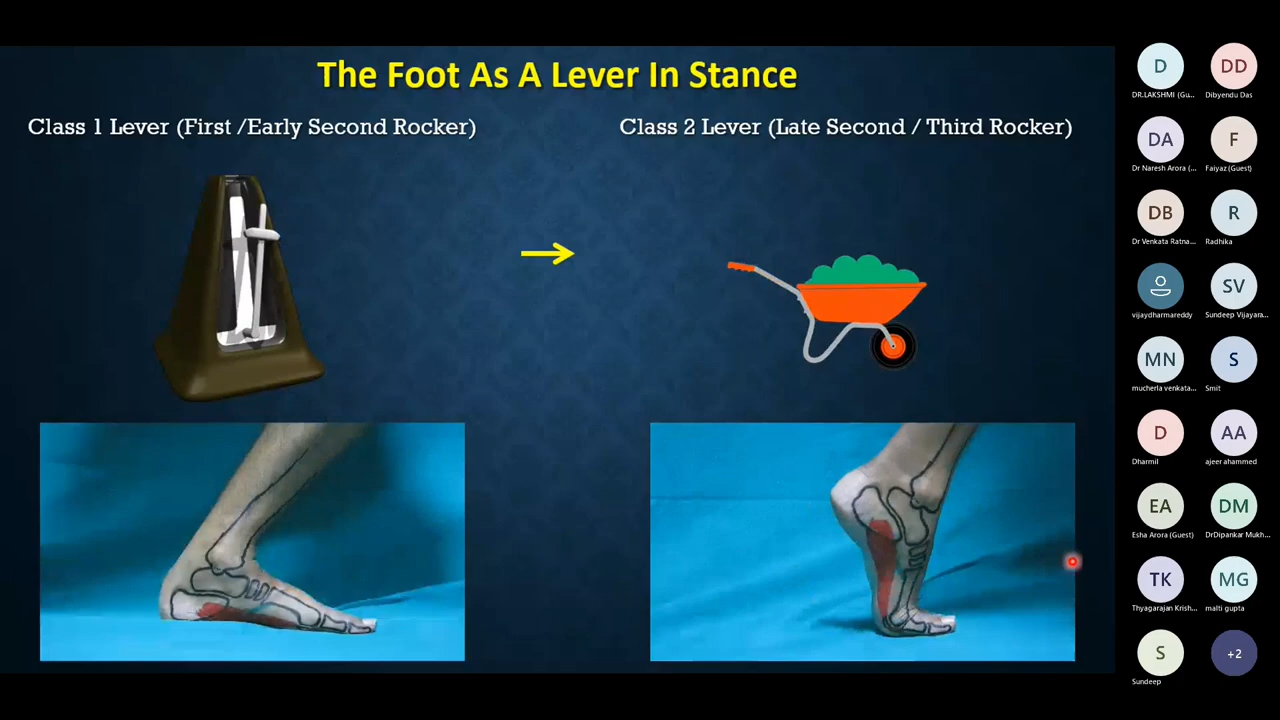 The Foot As A Lever In Stance
Class 1 Lever (First /Early Second Rocker)
Class 2 Lever (Late Second / Third Rocker)
D
DD
DR.LAKSHMI (Gu...
Dibyendu Das
DA
F
Dr Naresh Arora (...
Faiyaz (Guest)
DB
R
Dr Venkata Ratna...
Radhika
SV
vijaydharmareddy
Sundeep Vijayara...
MN
S
mucherla venkata...
Smit
D
AA
Dharmil
ajeer ahammed
EA
DM
Esha Arora (Guest)
DrDipankar Mukh...
TK
MG
Thyagarajan Krish...
malti gupta
S
+2
Sundeep